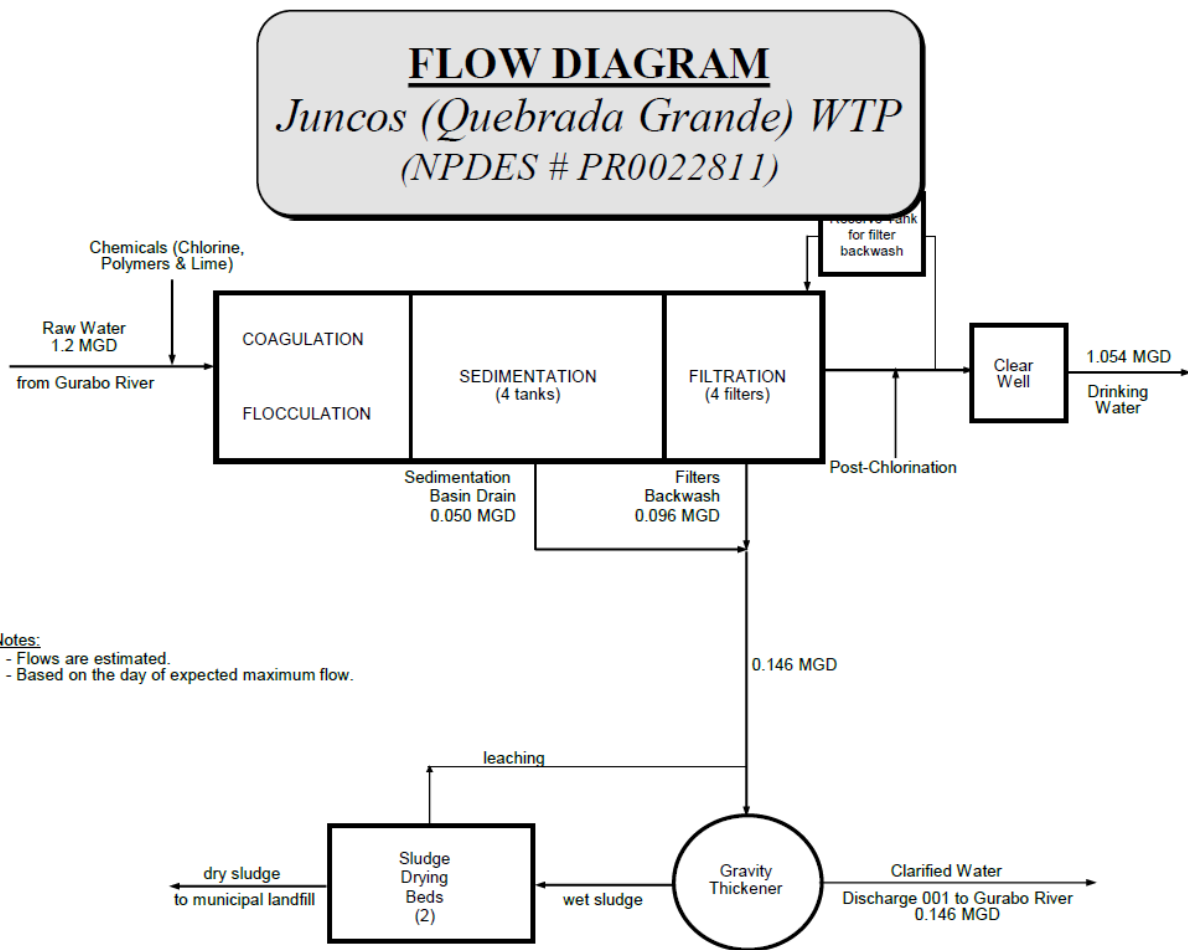 FLOW DIAGRAM
Juncos (Quebrada Grande) WTP
(NPDES # PR0022811)
Reserve Tank
for filter
backwash
Chemicals (Chlorine,
Polymers & Lime)
Raw Water
1.2 MGD
from Gurabo River
COAGULATION
FLOCCULATION
SEDIMENTATION
(4 tanks)
FILTRATION
(4 filters)
Clear
Well
1.054 MGD
Drinking
Water
Post-Chlorination
Sedimentation
Basin Drain
0.050 MGD
Filters
Backwash
0.096 MGD
Notes:
- Flows are estimated.
- Based on the day of expected maximum flow.
0.146 MGD
leaching
Sludge
Drying
Beds
(2)
dry sludge
to municipal landfill
wet sludge
Gravity
Thickener
Clarified Water
Discharge 001 to Gurabo River
0.146 MGD